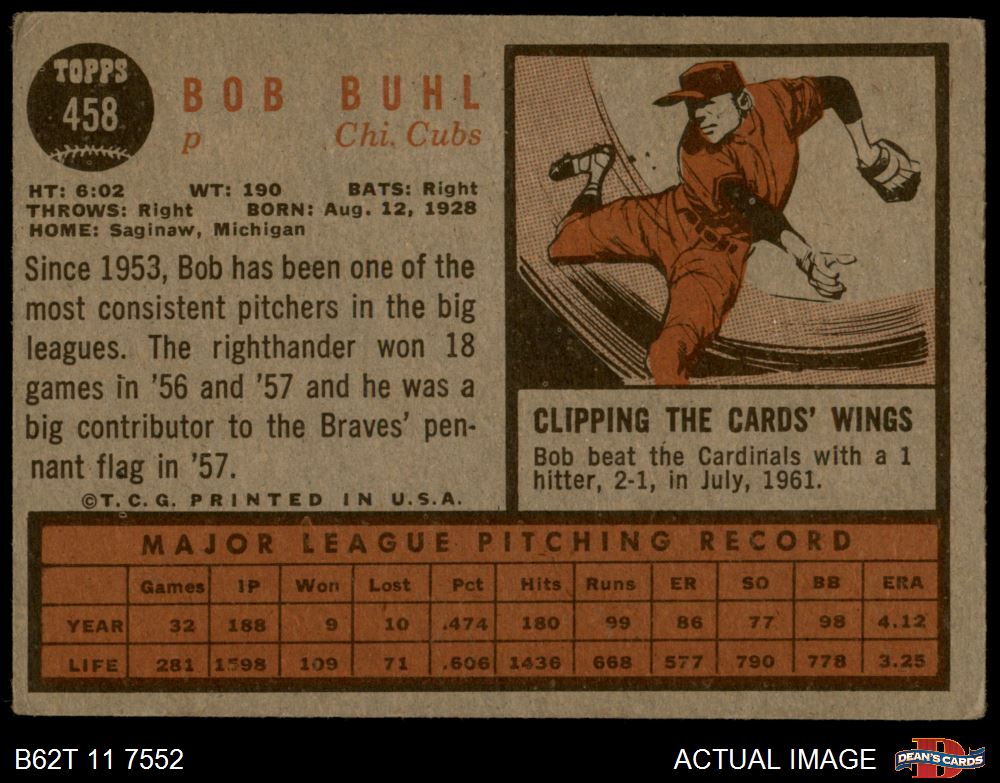 TOPPS
458
BOB BUHL
p Chi. Cubs
HT: 6:02 WT: 190 BATS: Right
THROWS: Right BORN: Aug. 12, 1928
HOME: Saginaw, Michigan
Since 1953, Bob has been one of the
most consistent pitchers in the big
leagues. The righthander won 18
games in '56 and '57 and he was a
big contributor to the Braves' pen-
nant flag in '57.
©T.C.G. PRINTED IN U.S.A.
CLIPPING THE CARDS' WINGS
Bob beat the Cardinals with a 1
hitter, 2-1, in July, 1961.
MAJOR LEAGUE PITCHING RECORD
Games IP Won Lost Pct Hits Runs ER SO BB ERA
YEAR 32 188 9 10 .474 180 99 86 77 98 4.12
LIFE 281 1598 109 71 .606 1436 668 577 790 778 3.25
B62T 11 7552 ACTUAL IMAGE
D
DEAN'S CARDS